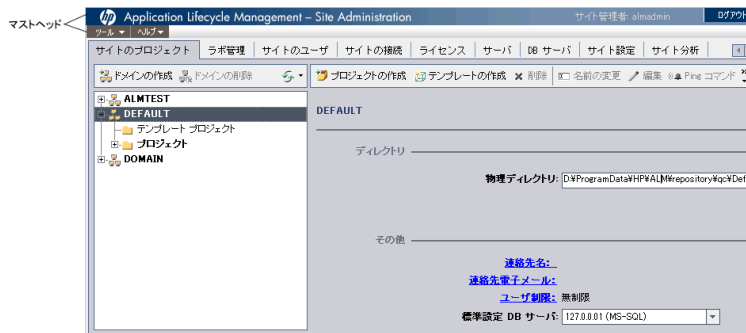 マストヘッド
hp Application Lifecycle Management – Site Administration サイト管理者: almadmin ログアウト
ツール ヘルプ
サイトのプロジェクト ラボ管理 サイトのユーザ サイトの接続 ライセンス サーバ DB サーバ サイト設定 サイト分析
ドメインの作成 ドメインの削除 プロジェクトの作成 テンプレートの作成 削除 名前の変更 編集 Ping コマンド
ALMTEST
DEFAULT
テンプレート プロジェクト
プロジェクト
DOMAIN
DEFAULT
ディレクトリ
物理ディレクトリ: D:¥ProgramData¥HP¥ALM¥repository¥qc¥Def
その他
連絡先名:
連絡先電子メール:
ユーザ制限: 無制限
標準設定 DB サーバ: 127.0.0.01 (MS-SQL)